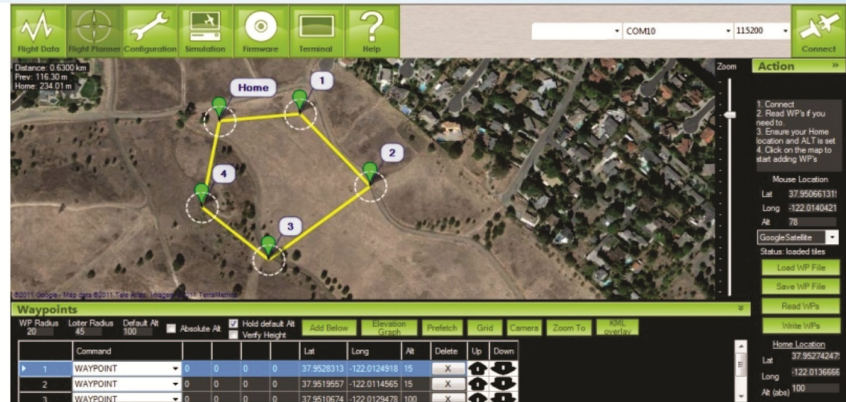 Flight Data
Flight Planner
Configuration
Simulation
Firmware
Terminal
Help
COM10
115200
Connect
Distance: 0.6300 km
Prev: 116.30 m
Home: 234.01 m
Zoom
Home
1
2
3
4
Action »
1. Connect
2. Read WP's if you
need to.
3. Ensure your Home
location and ALT is set
4. Click on the map to
start adding WP's
Mouse Location
Lat 37.95066131
Long -122.0140421
Alt 78
GoogleSatellite
Status: loaded tiles
Load WP File
Save WP File
Read WPs
Write WPs
Home Location
Lat 37.95274247
Long -122.0136666
Alt (abs) 100
Waypoints
WP Radius Loiter Radius Default Alt
20 45 100
Absolute Alt
Hold default Alt
Verify Height
Add Below
Elevation
Graph
Prefetch
Grid
Camera
Zoom To
KML
overlay
Command Lat Long Alt Delete Up Down
1 WAYPOINT 0 0 0 0 37.9528313 -122.0124918 15 X
2 WAYPOINT 0 0 0 0 37.9519557 -122.0114565 15 X
3 WAYPOINT 0 0 0 0 37.9510674 -122.0129478 100 X